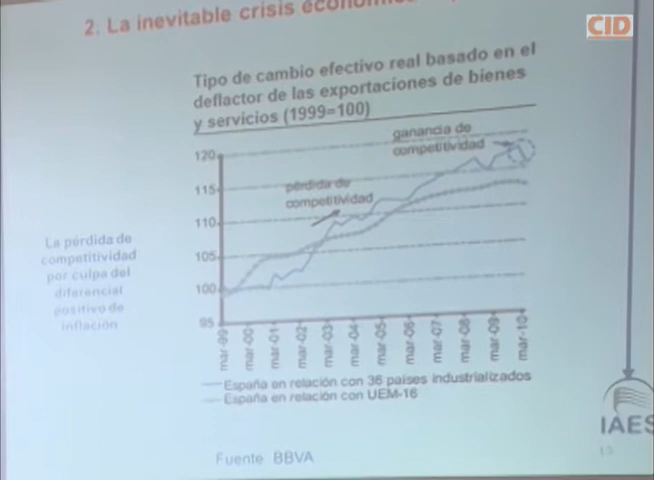 2. La inevitable crisis
CID
Tipo de cambio efectivo real basado en el
deflactor de las exportaciones de bienes
y servicios (1999=100)
ganancia de
competitividad
pérdida de
competitividad
120
115
110
105
100
95
La pérdida de
competitividad
por culpa del
diferencial
positivo de
inflación
mar-99
mar-00
mar-01
mar-02
mar-03
mar-04
mar-05
mar-06
mar-07
mar-08
mar-09
mar-10
España en relación con 36 países industrializados
España en relación con UEM-16
Fuente BBVA
IAES